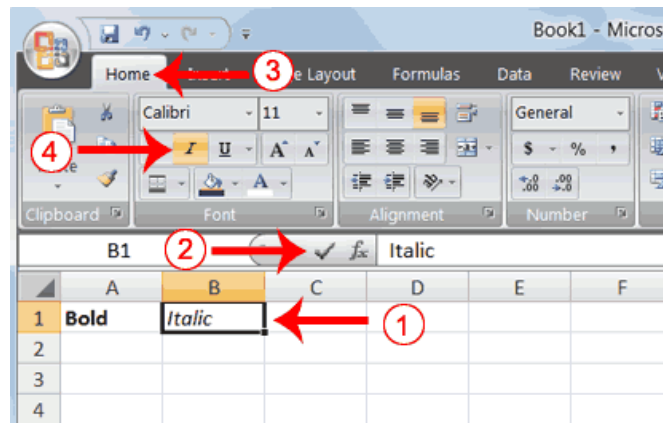 Book1 - Micros
Home 3 Layout Formulas Data Review
Calibri 11 General
4 I U A A $ % ,
A .00 .00
Clipboard Font Alignment Number
B1 2 fx Italic
A B C D E F
1 Bold Italic 1
2
3
4